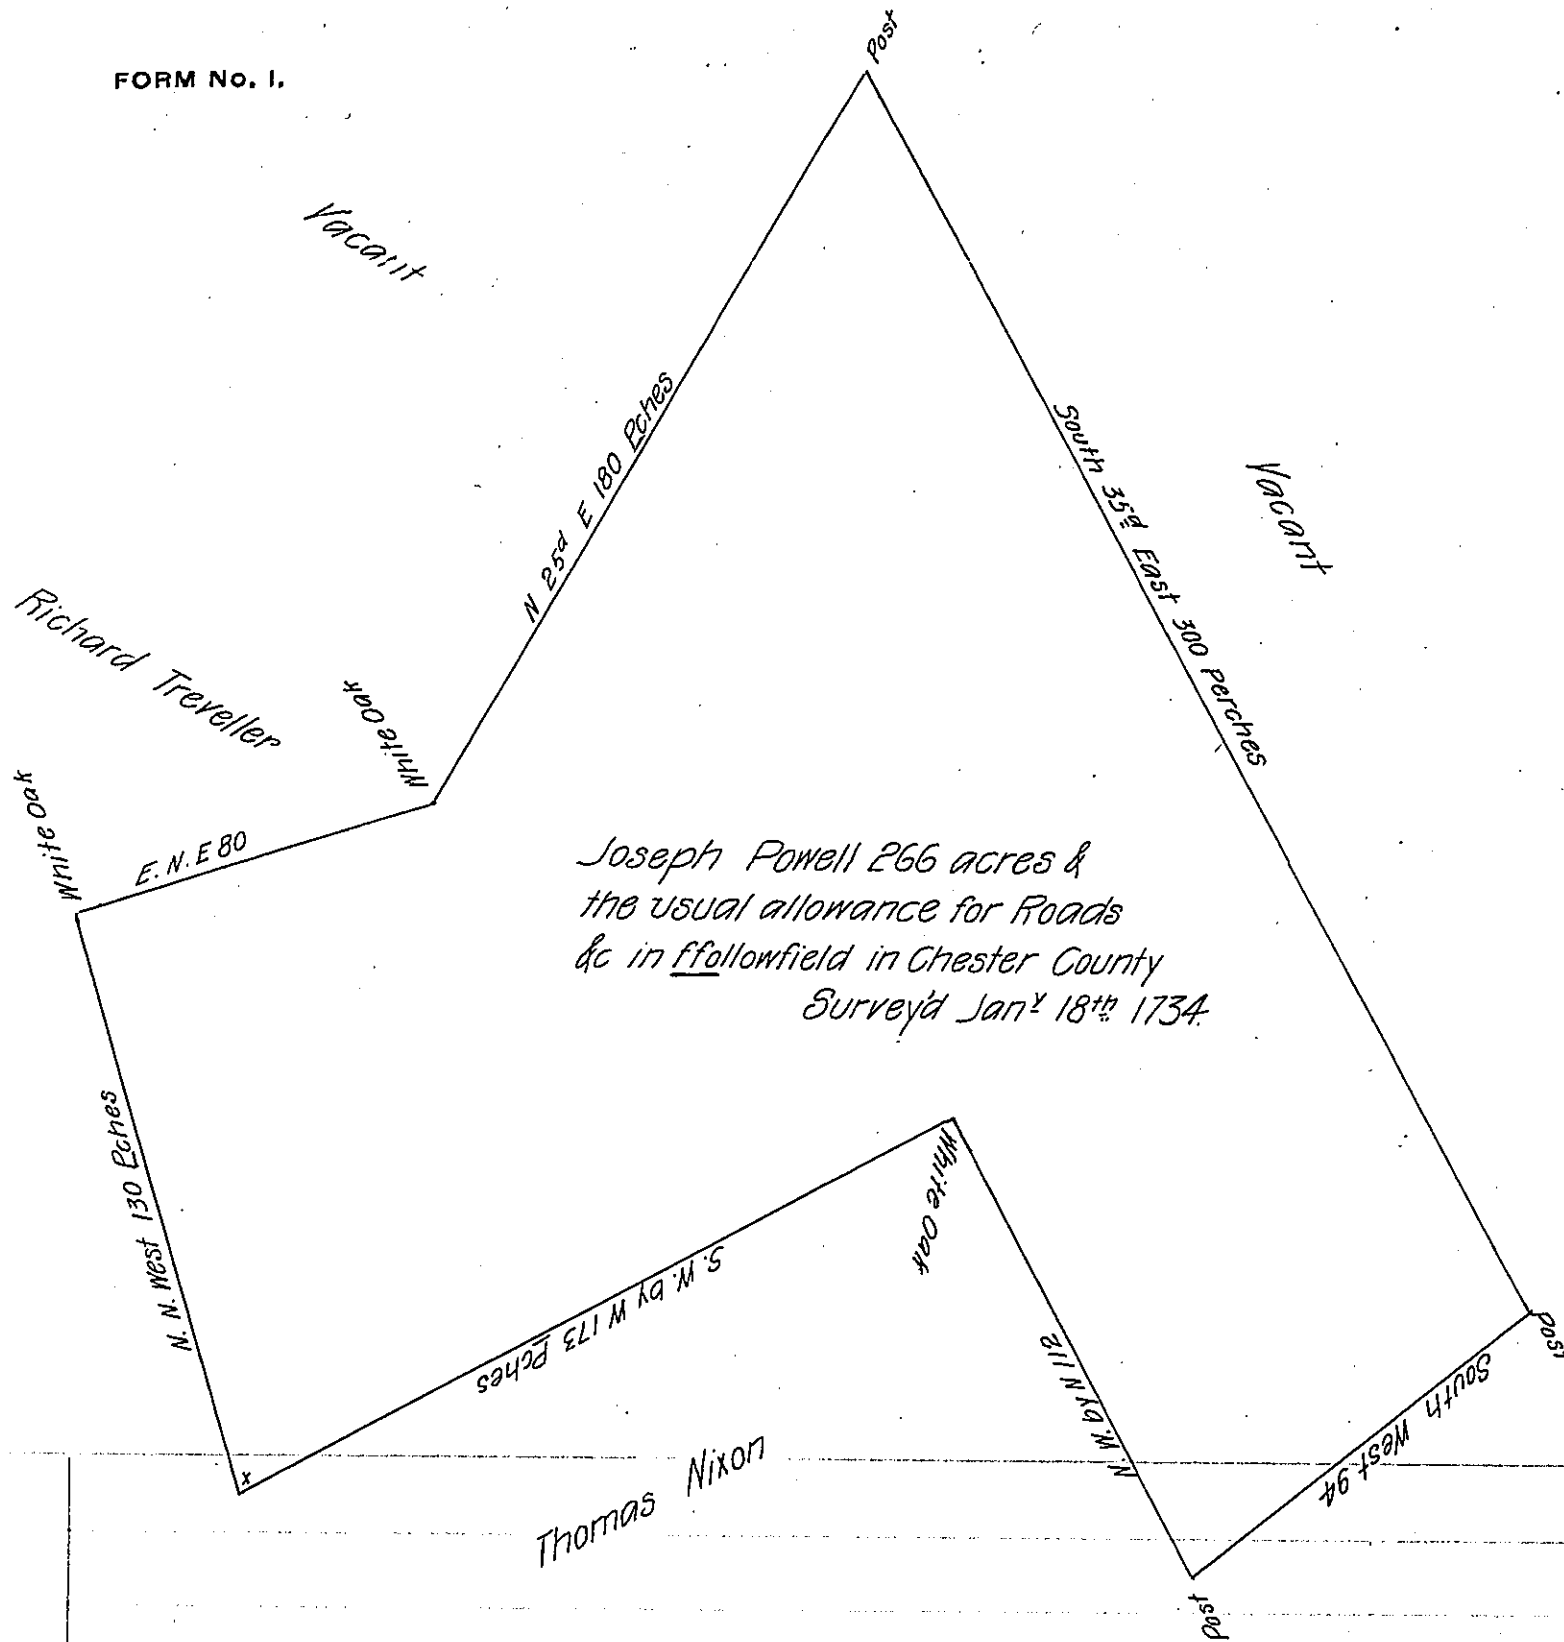 FORM No. 1.
Post
Vacant
N 25d E 180 Pches
South 35d East 300 perches
Vacant
Richard Treveller
White Oak
White Oak
E. N. E 80
Joseph Powell 266 acres &
the usual allowance for Roads
&c in ffollowfield in Chester County
Survey'd Jany 18th 1734.
N. N. West 130 Pches
White Oak
S. W. by W 173 Pches
N. W. by N 112
Post
South West 94
x
Thomas Nixon
Post